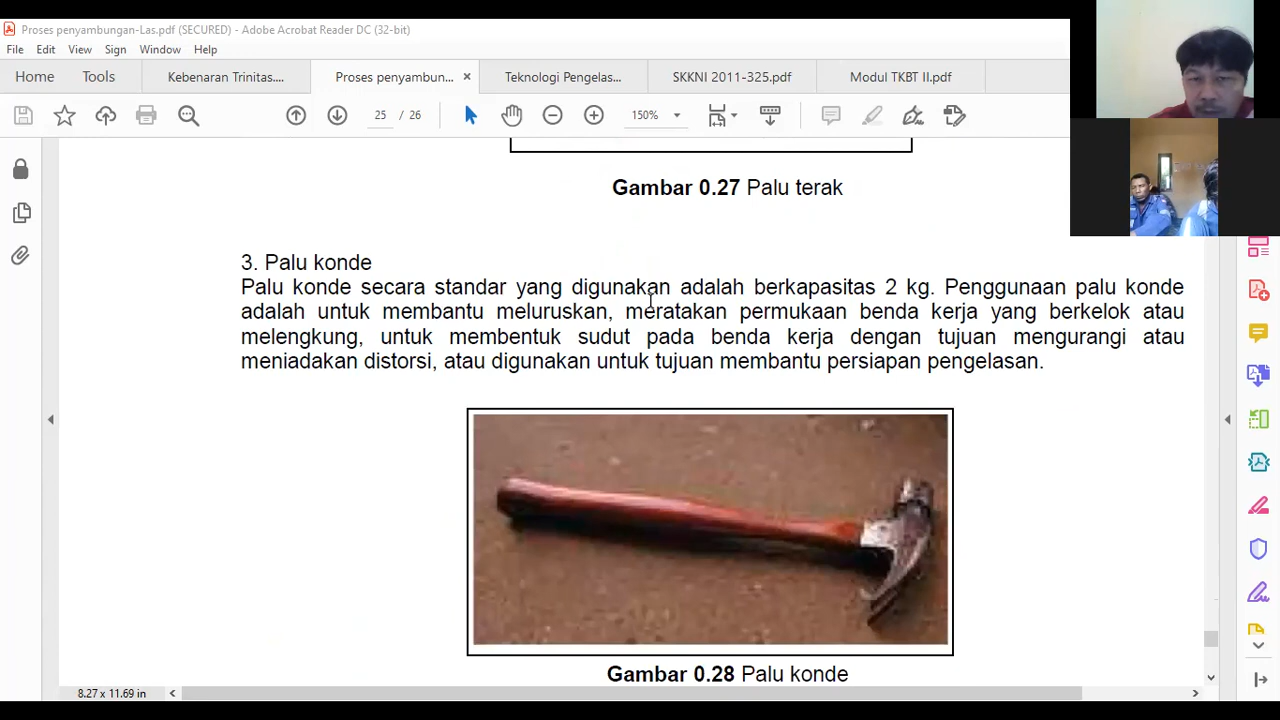 Proses penyambungan-Las.pdf (SECURED) - Adobe Acrobat Reader DC (32-bit)
File Edit View Sign Window Help
Home Tools Kebenaran Trinitas.... Proses penyambun... × Teknologi Pengelas... SKKNI 2011-325.pdf Modul TKBT II.pdf
25 / 26 150%
Gambar 0.27 Palu terak
3. Palu konde
Palu konde secara standar yang digunakan adalah berkapasitas 2 kg. Penggunaan palu konde
adalah untuk membantu meluruskan, meratakan permukaan benda kerja yang berkelok atau
melengkung, untuk membentuk sudut pada benda kerja dengan tujuan mengurangi atau
meniadakan distorsi, atau digunakan untuk tujuan membantu persiapan pengelasan.
Gambar 0.28 Palu konde
8.27 x 11.69 in